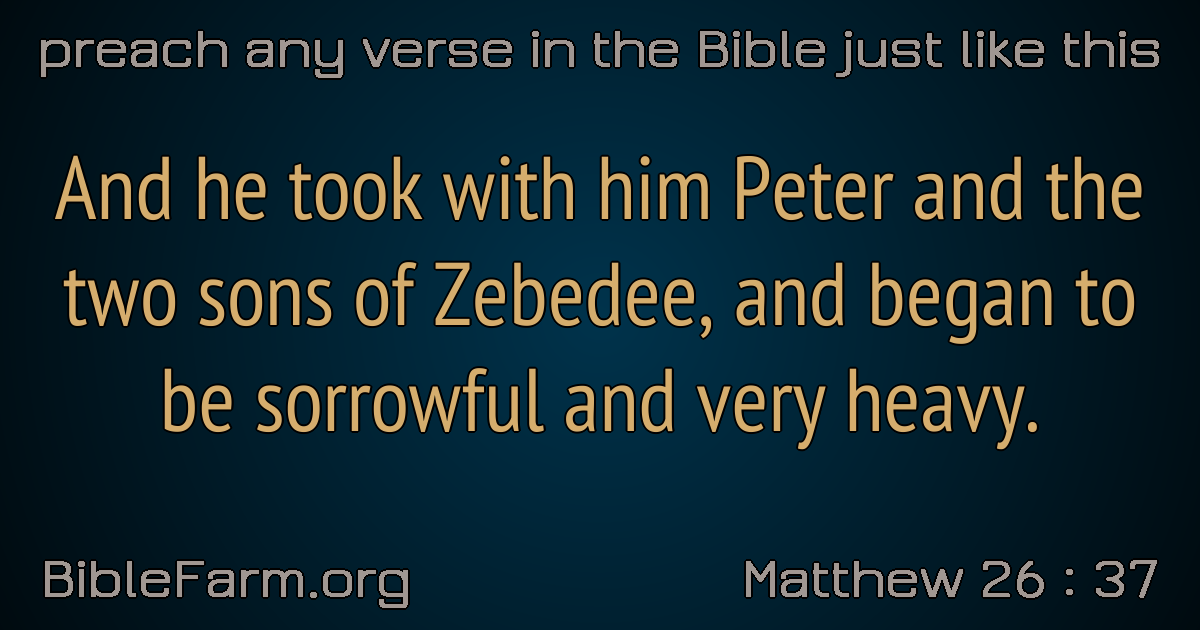 preach any verse in the Bible just like this
And he took with him Peter and the
two sons of Zebedee, and began to
be sorrowful and very heavy.
BibleFarm.org
Matthew 26 : 37